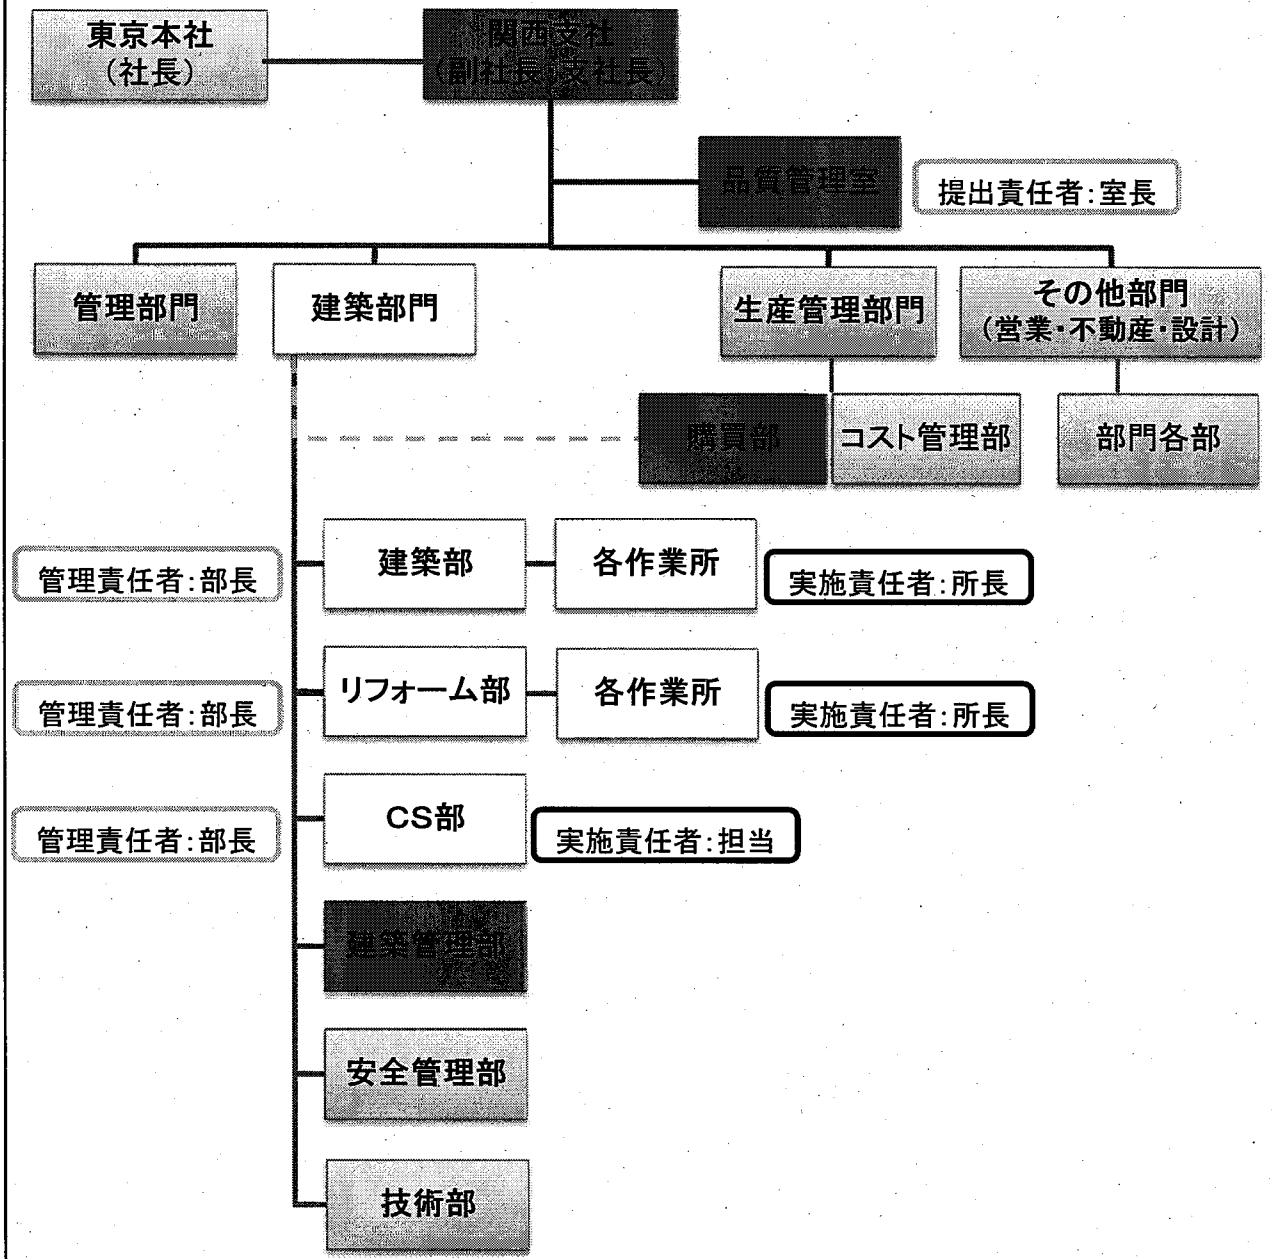 東京本社
(社長)
関西支社
(副社長・支社長)
品質管理室
提出責任者:室長
管理部門
建築部門
生産管理部門
その他部門
(営業・不動産・設計)
購買部
コスト管理部
部門各部
管理責任者:部長
建築部
各作業所
実施責任者:所長
管理責任者:部長
リフォーム部
各作業所
実施責任者:所長
管理責任者:部長
CS部
実施責任者:担当
建築管理部
安全管理部
技術部